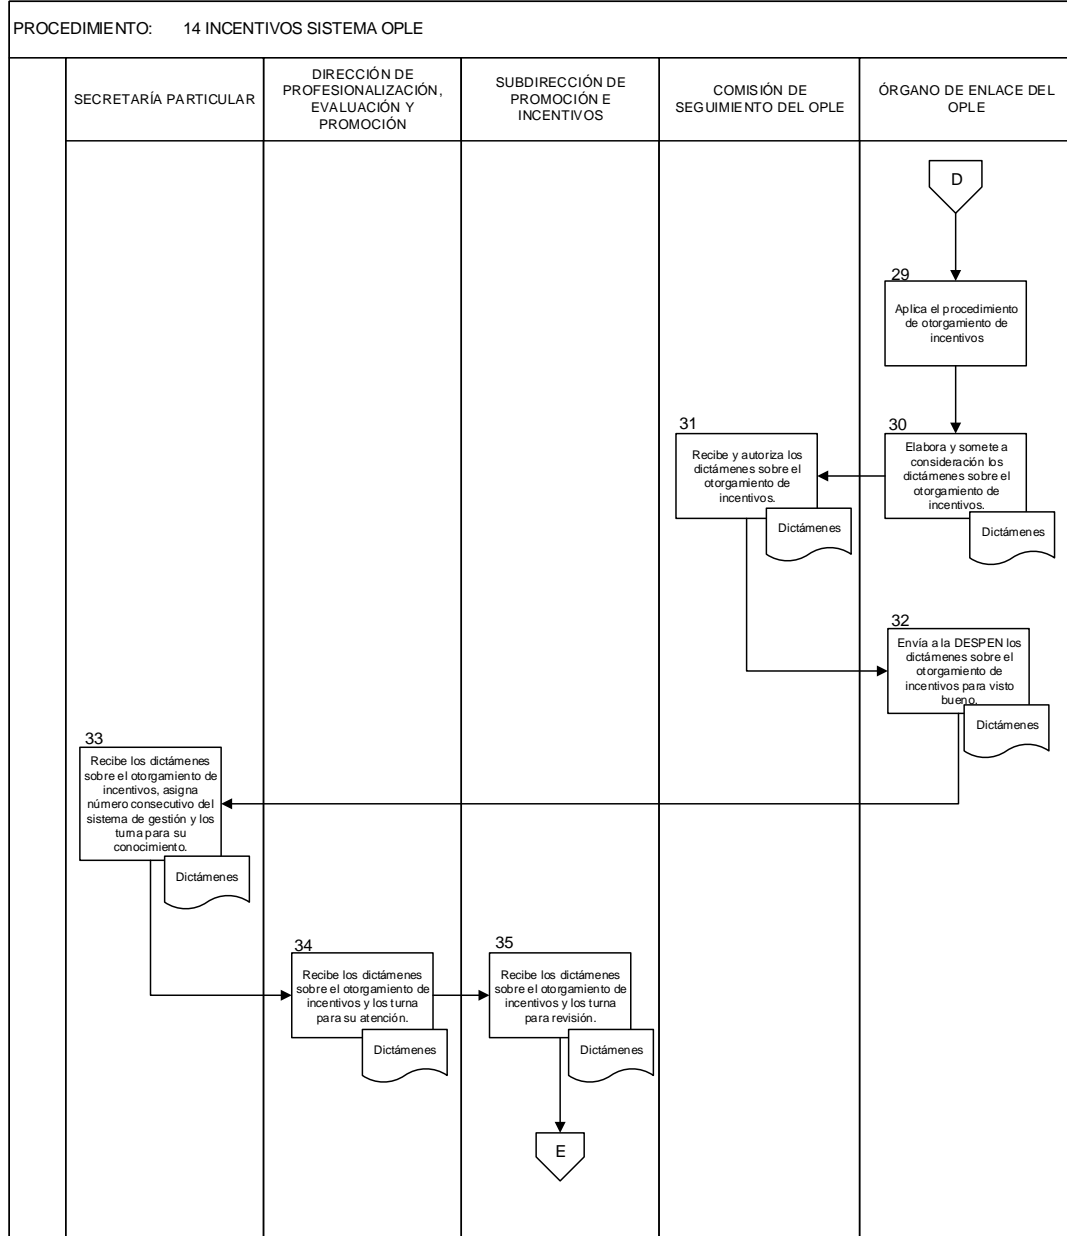 PROCEDIMIENTO: 14 INCENTIVOS SISTEMA OPLE
SECRETARÍA PARTICULAR
DIRECCIÓN DE
PROFESIONALIZACIÓN,
EVALUACIÓN Y
PROMOCIÓN
SUBDIRECCIÓN DE
PROMOCIÓN E
INCENTIVOS
COMISIÓN DE
SEGUIMIENTO DEL OPLE
ÓRGANO DE ENLACE DEL
OPLE
D
29
Aplica el procedimiento
de otorgamiento de
incentivos
30
Elabora y somete a
consideración los
dictámenes sobre el
otorgamiento de
incentivos.
Dictámenes
31
Recibe y autoriza los
dictámenes sobre el
otorgamiento de
incentivos.
Dictámenes
32
Envía a la DESPEN los
dictámenes sobre el
otorgamiento de
incentivos para visto
bueno.
Dictámenes
33
Recibe los dictámenes
sobre el otorgamiento de
incentivos, asigna
número consecutivo del
sistema de gestión y los
turna para su
conocimiento.
Dictámenes
34
Recibe los dictámenes
sobre el otorgamiento de
incentivos y los turna
para su atención.
Dictámenes
35
Recibe los dictámenes
sobre el otorgamiento de
incentivos y los turna
para revisión.
Dictámenes
E